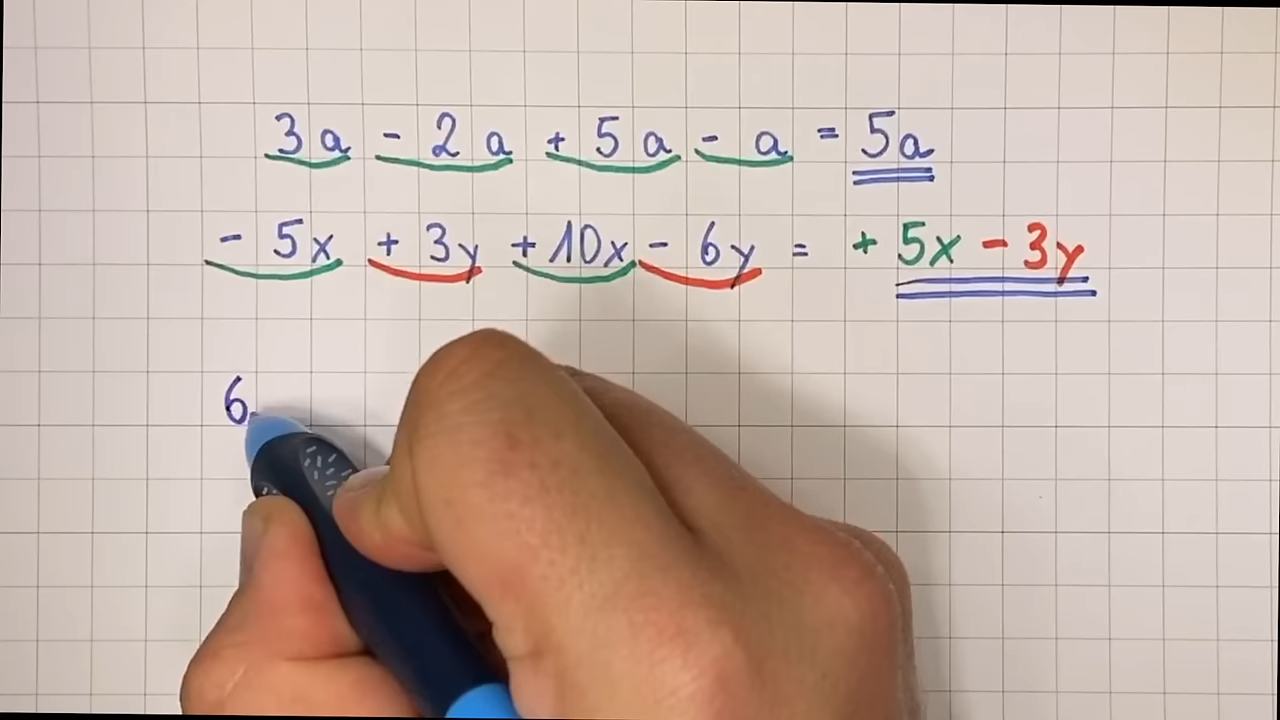 3a - 2a + 5a - a = 5a
- 5x + 3y + 10x - 6y = + 5x - 3y
6